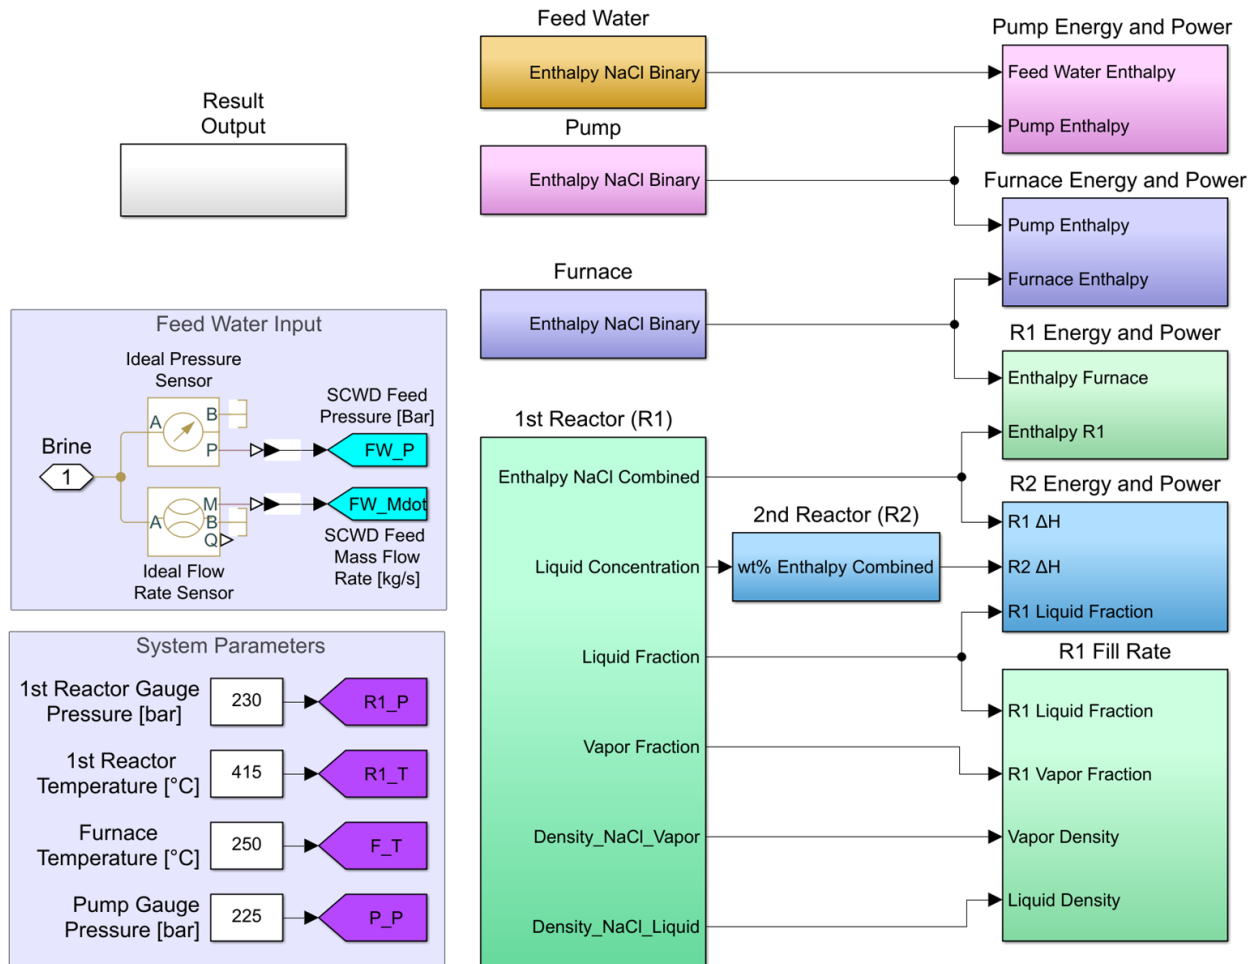 Result
Output
Feed Water Input
Ideal Pressure
Sensor
SCWD Feed
Pressure [Bar]
A
B
P
FW_P
Brine
1
A
M
B
Q
FW_Mdot
Ideal Flow
Rate Sensor
SCWD Feed
Mass Flow
Rate [kg/s]
System Parameters
1st Reactor Gauge
Pressure [bar]
230
R1_P
1st Reactor
Temperature [°C]
415
R1_T
Furnace
Temperature [°C]
250
F_T
Pump Gauge
Pressure [bar]
225
P_P
Feed Water
Enthalpy NaCl Binary
Pump
Enthalpy NaCl Binary
Furnace
Enthalpy NaCl Binary
1st Reactor (R1)
Enthalpy NaCl Combined
Liquid Concentration
Liquid Fraction
Vapor Fraction
Density_NaCl_Vapor
Density_NaCl_Liquid
2nd Reactor (R2)
wt% Enthalpy Combined
Pump Energy and Power
Feed Water Enthalpy
Pump Enthalpy
Furnace Energy and Power
Pump Enthalpy
Furnace Enthalpy
R1 Energy and Power
Enthalpy Furnace
Enthalpy R1
R2 Energy and Power
R1 ΔH
R2 ΔH
R1 Liquid Fraction
R1 Fill Rate
R1 Liquid Fraction
R1 Vapor Fraction
Vapor Density
Liquid Density